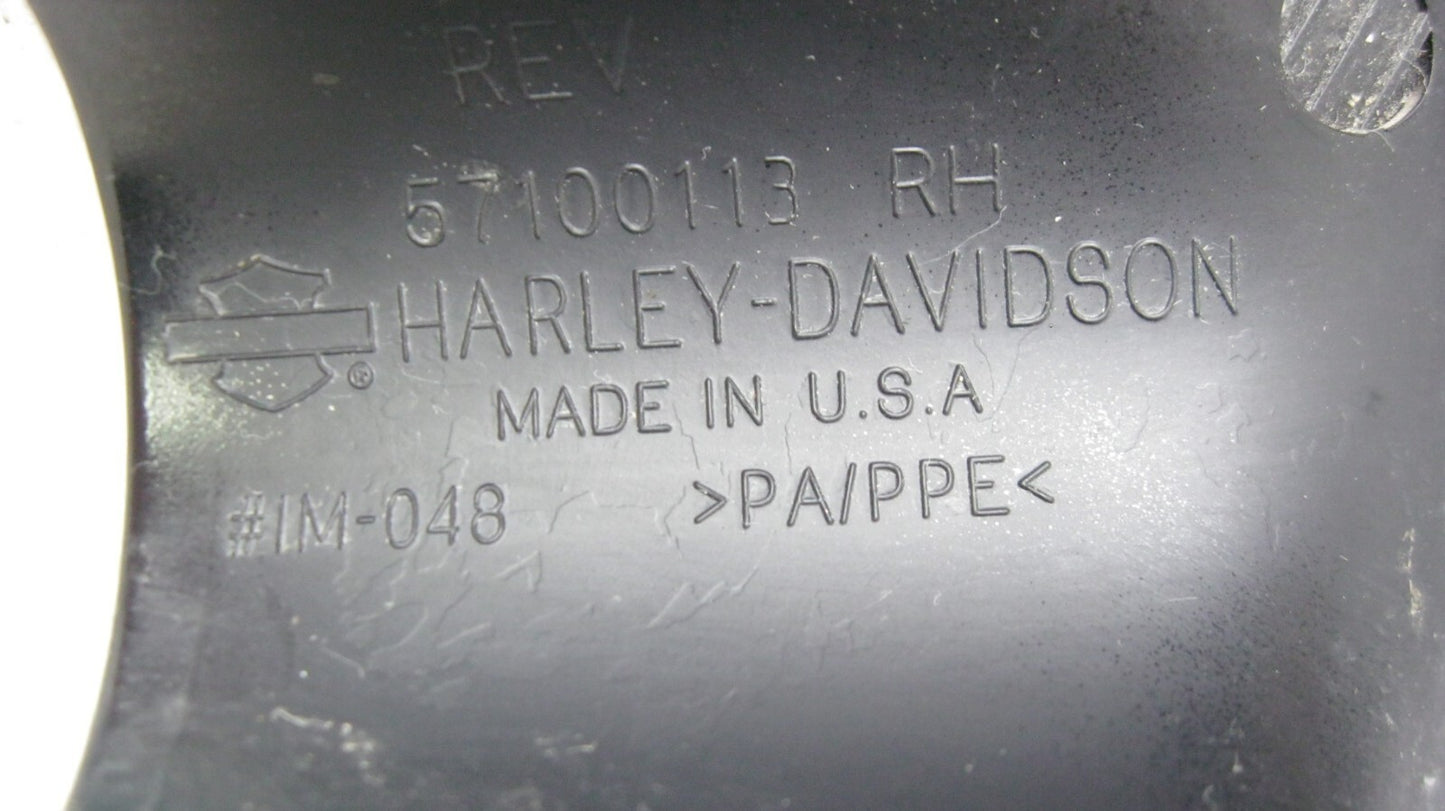 REV
57100113 RH
® HARLEY-DAVIDSON
MADE IN U.S.A
#IM-048 >PA/PPE<